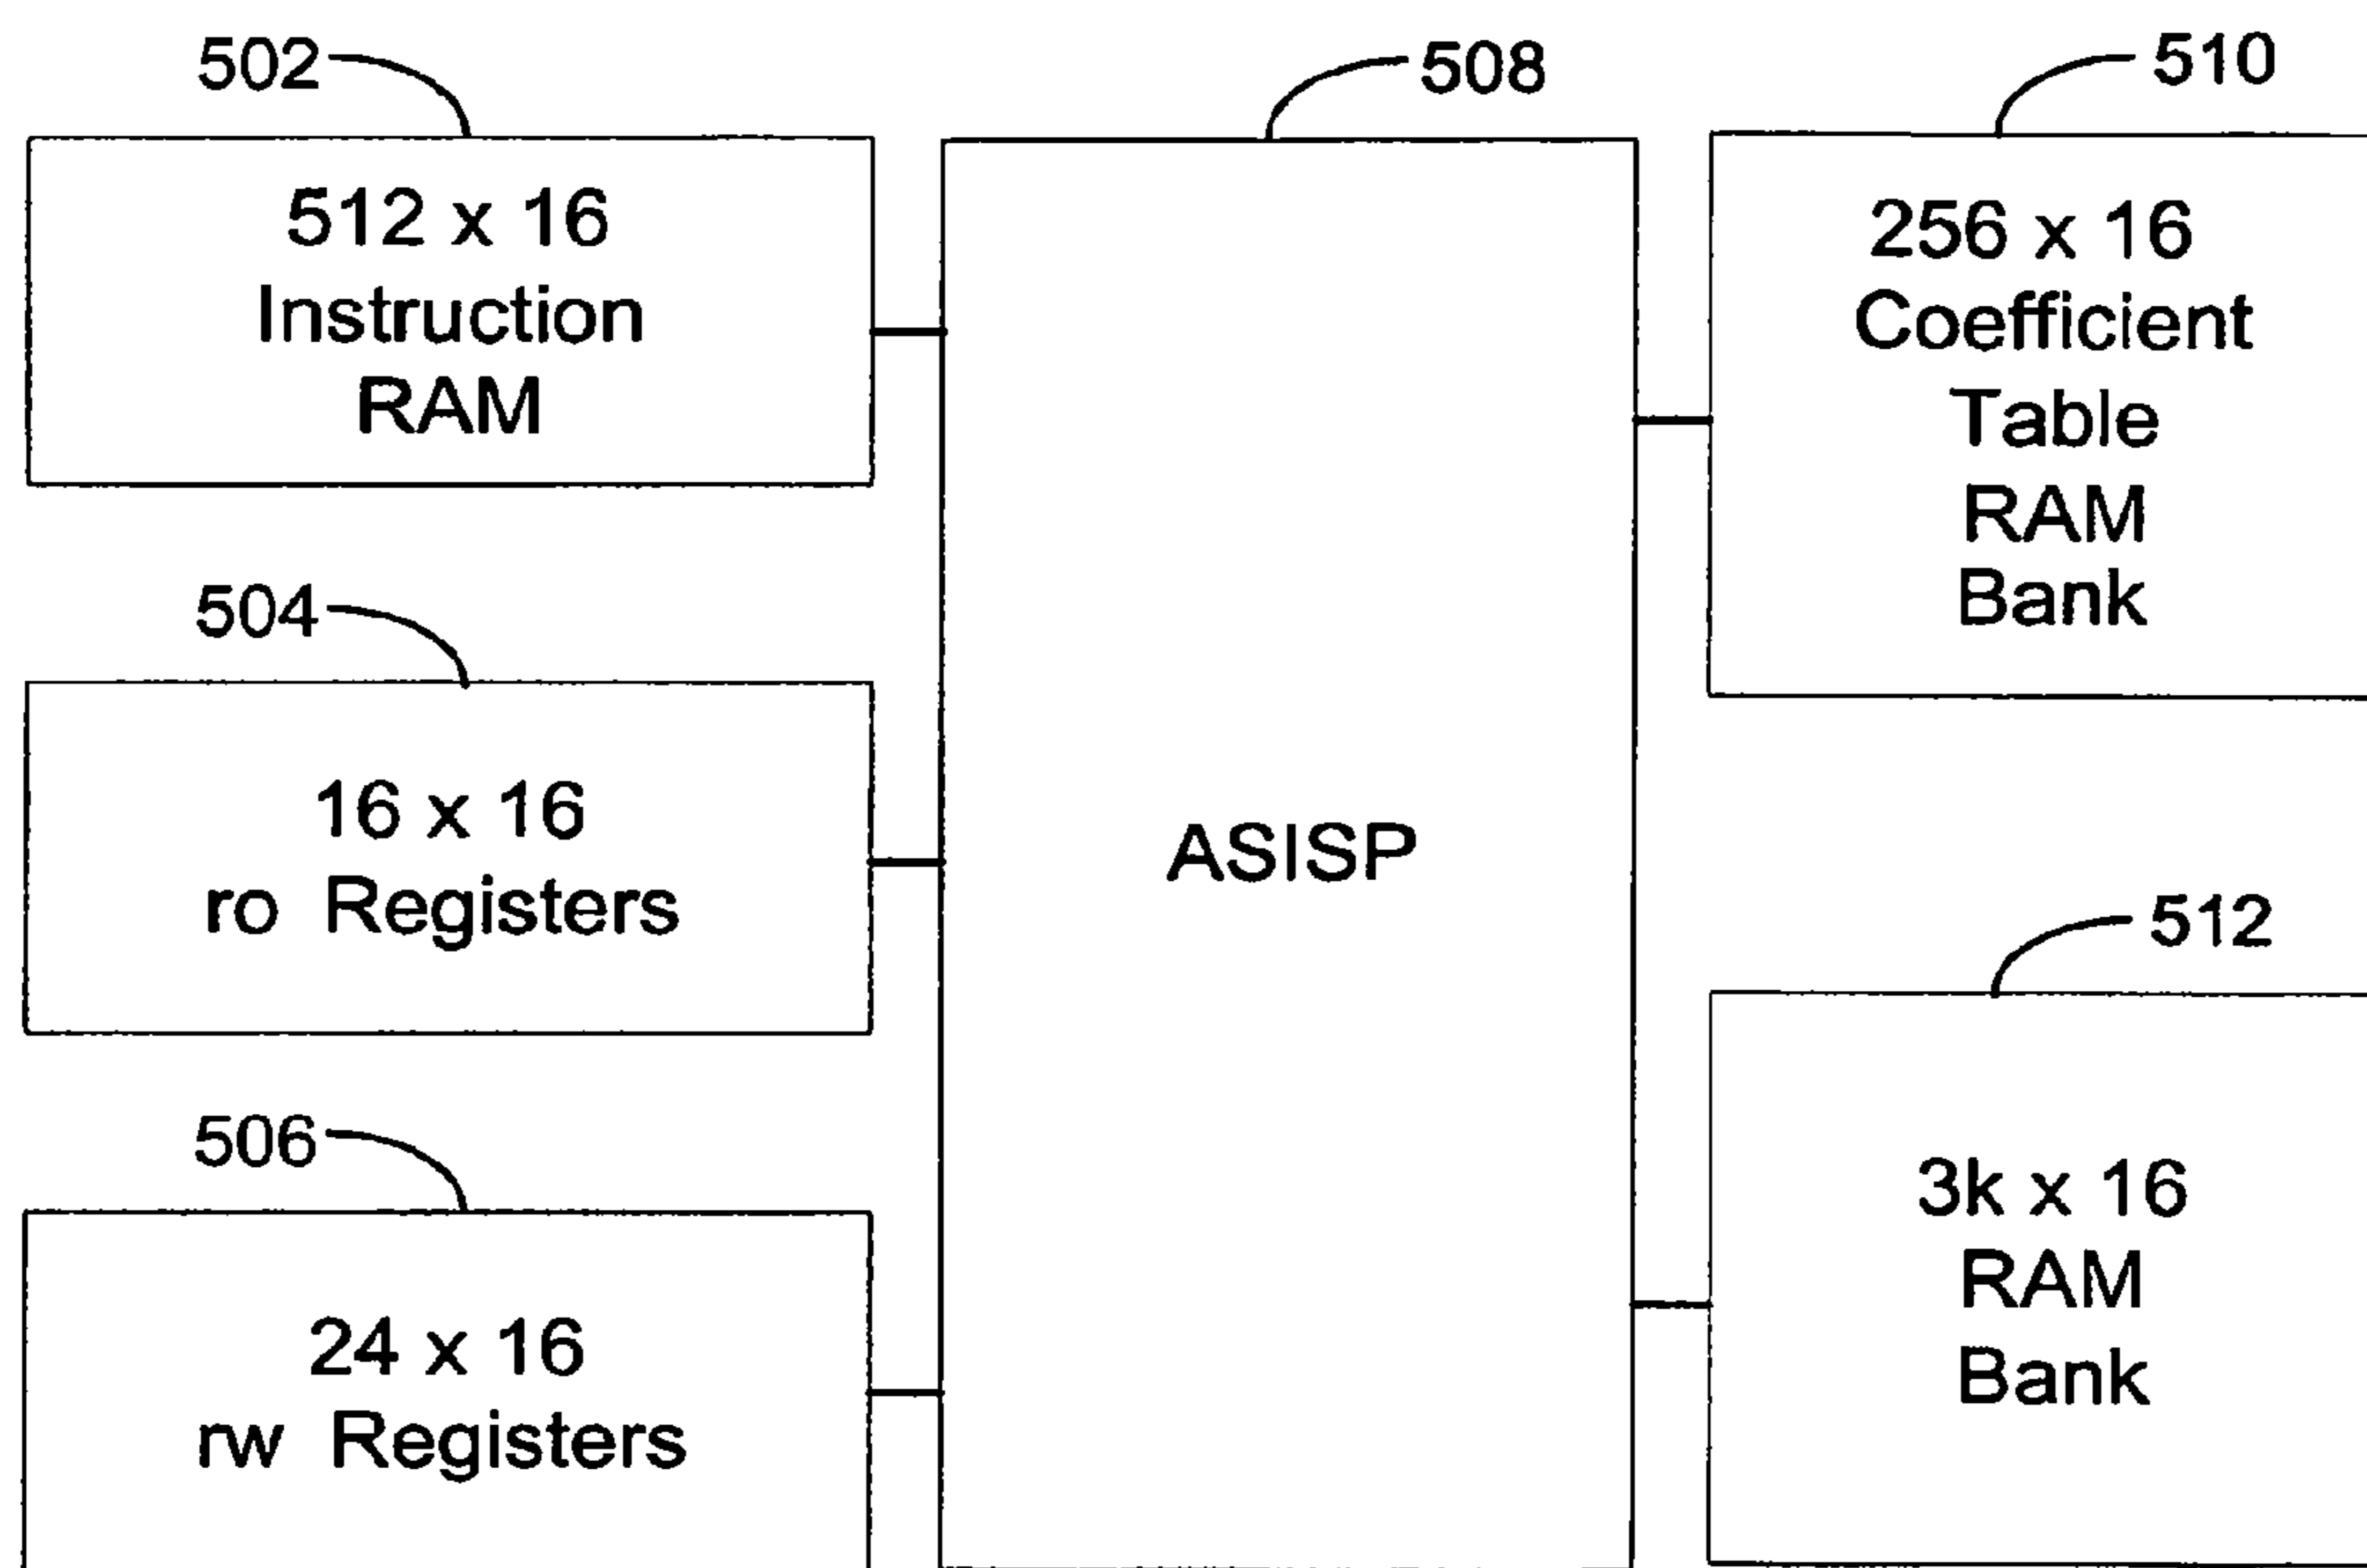 502
512 x 16
Instruction
RAM
504
16 x 16
ro Registers
506
24 x 16
rw Registers
508
ASISP
510
256 x 16
Coefficient
Table
RAM
Bank
512
3k x 16
RAM
Bank